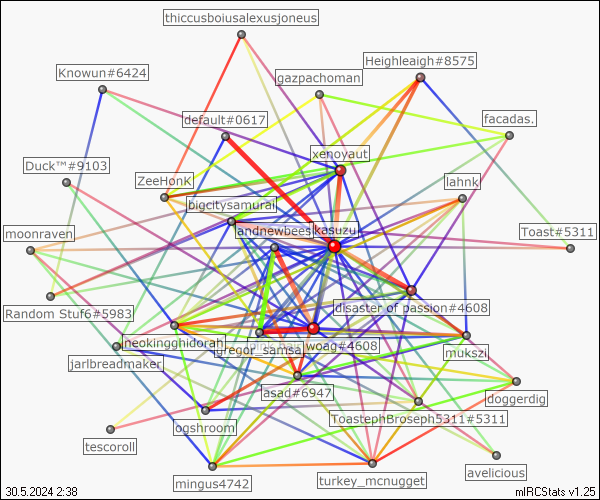 thiccusboiusalexusjoneus
Heighleaigh#8575
Knowun#6424
gazpachoman
default#0617
facadas.
xenoyaut
Duck™#9103
ZeeHonK
lahnk
bigcitysamurai
moonraven
andnewbees
kasuzu
Toast#5311
Random Stuf6#5983
disaster of passion#4608
neokingghidorah
gregor_samsa
woag#4608
mukszi
jarlbreadmaker
asad#6947
doggerdig
ToastephBroseph5311#5311
ogshroom
tescoroll
avelicious
mingus4742
turkey_mcnugget
30.5.2024 2:38
mIRCStats v1.25